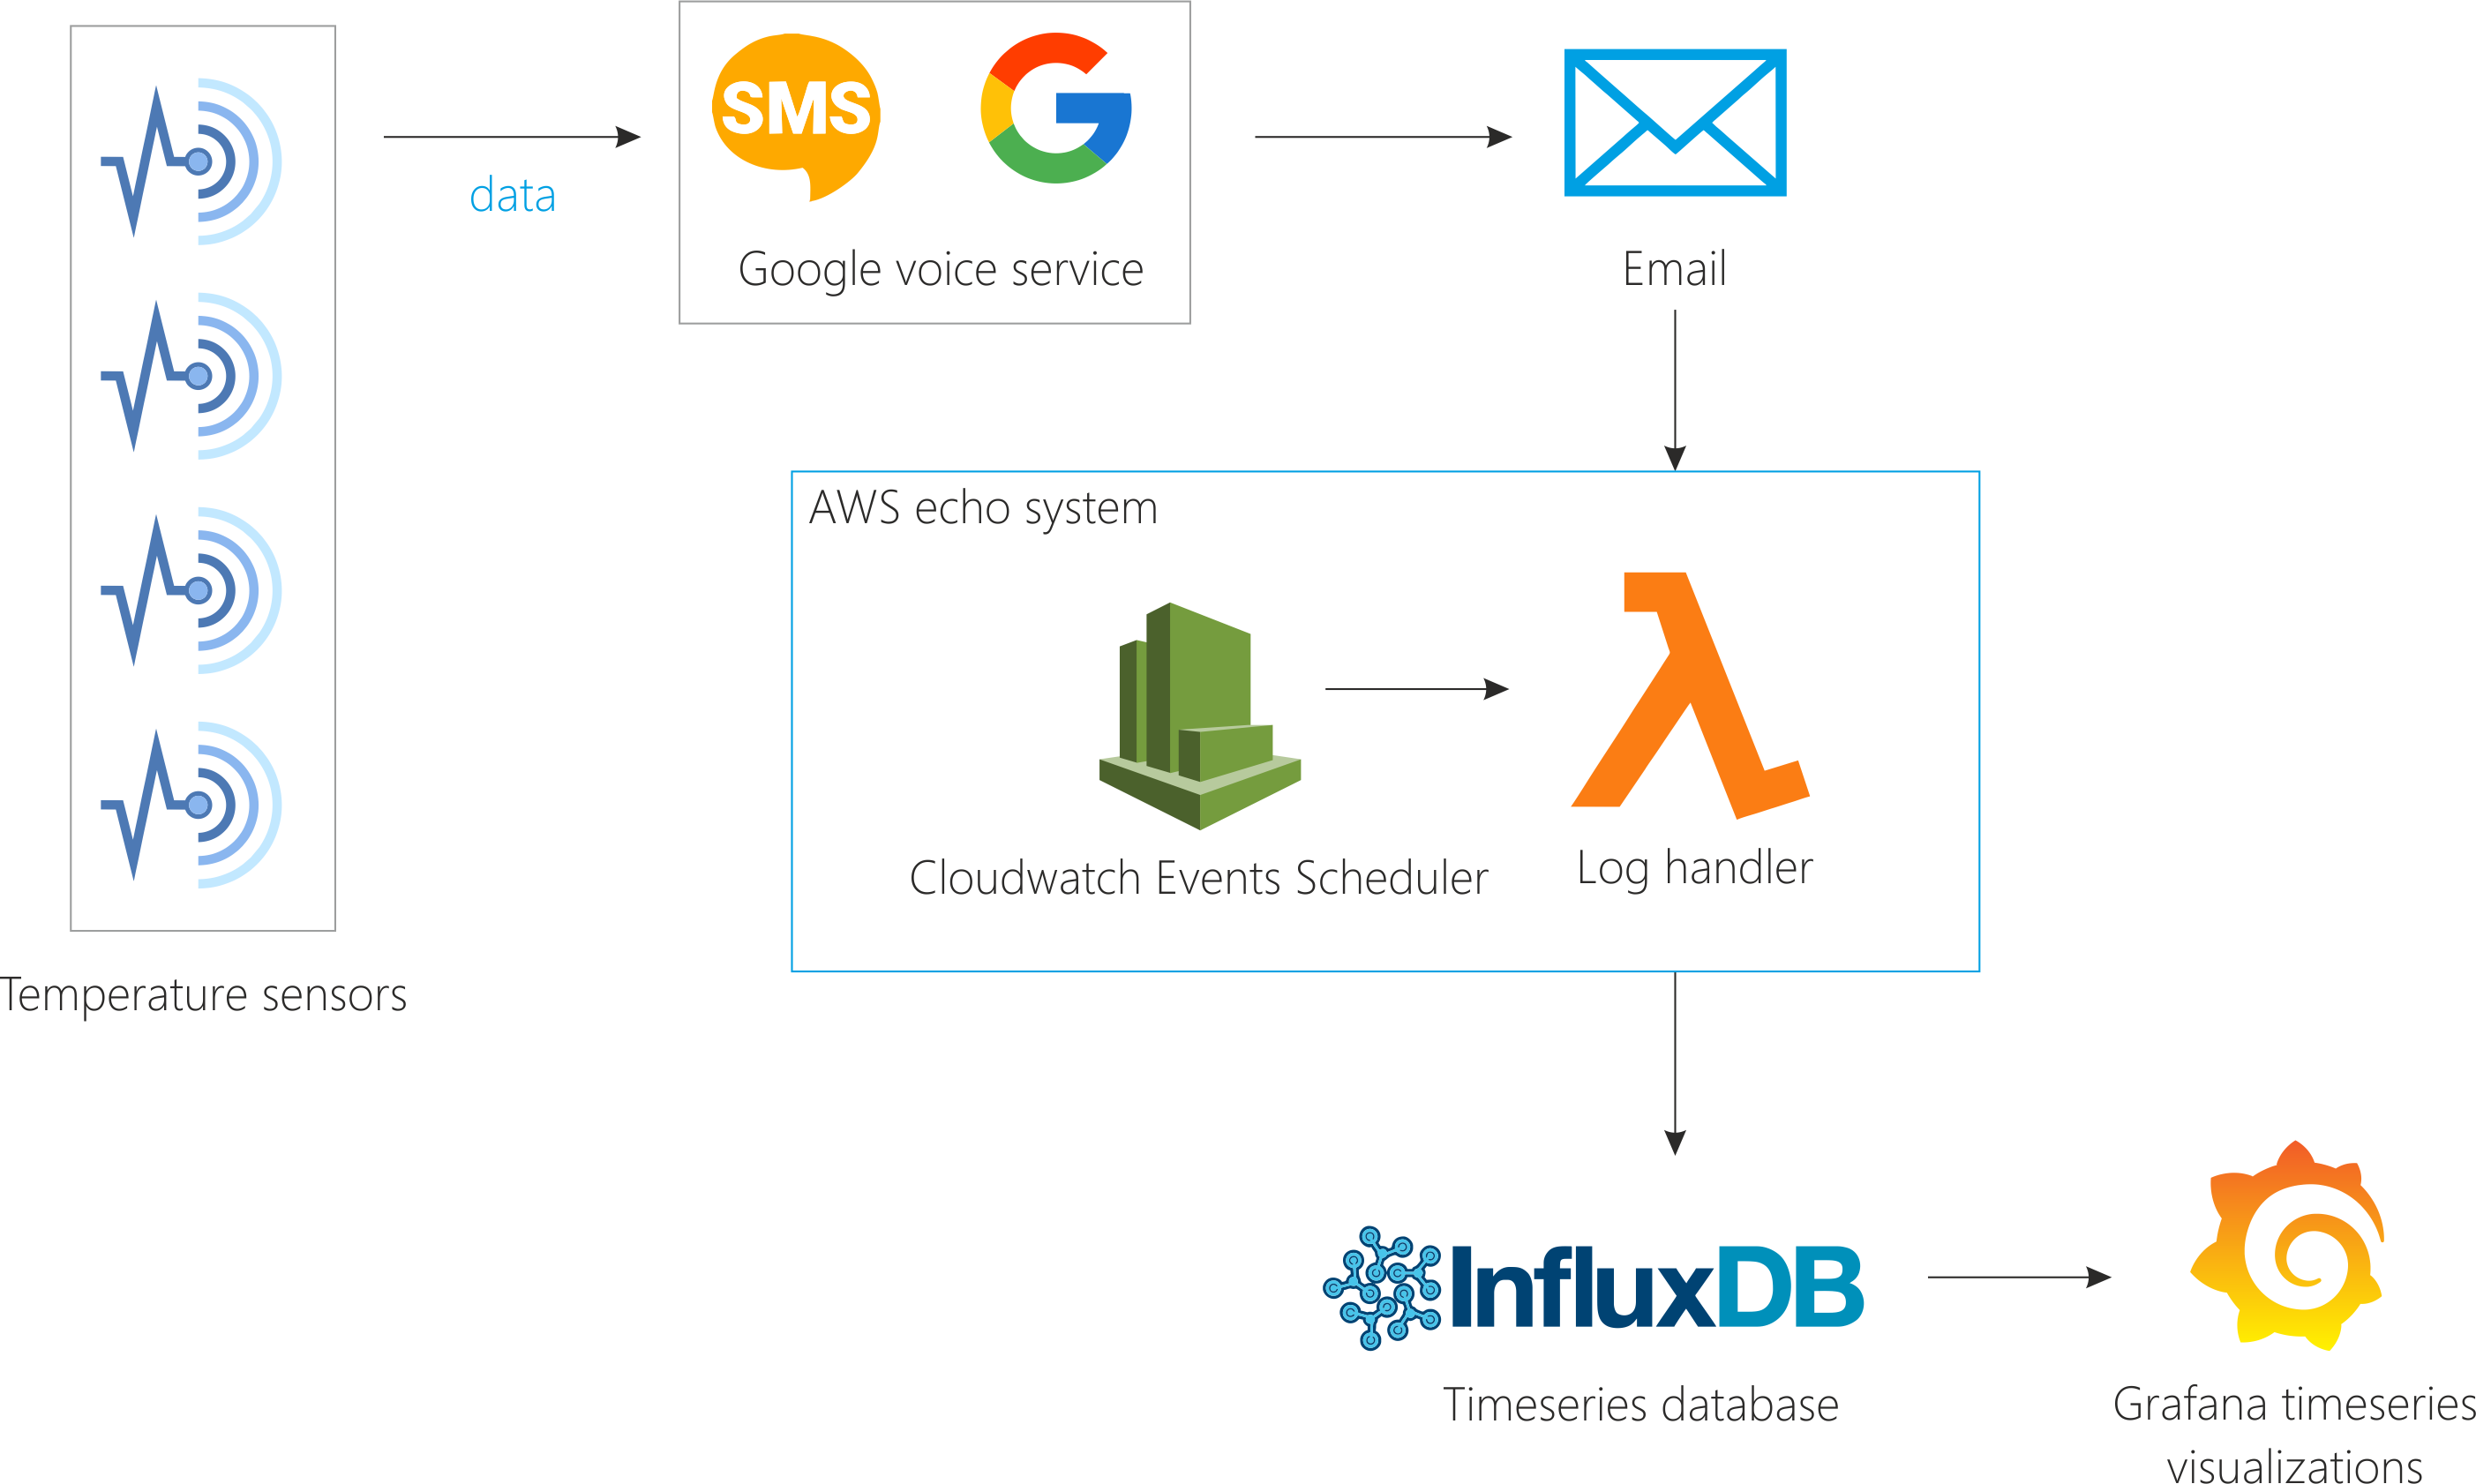 SMS
data
Google voice service
Email
AWS echo system
Cloudwatch Events Scheduler
Log handler
Temperature sensors
InfluxDB
Timeseries database
Grafana timeseries
visualizations